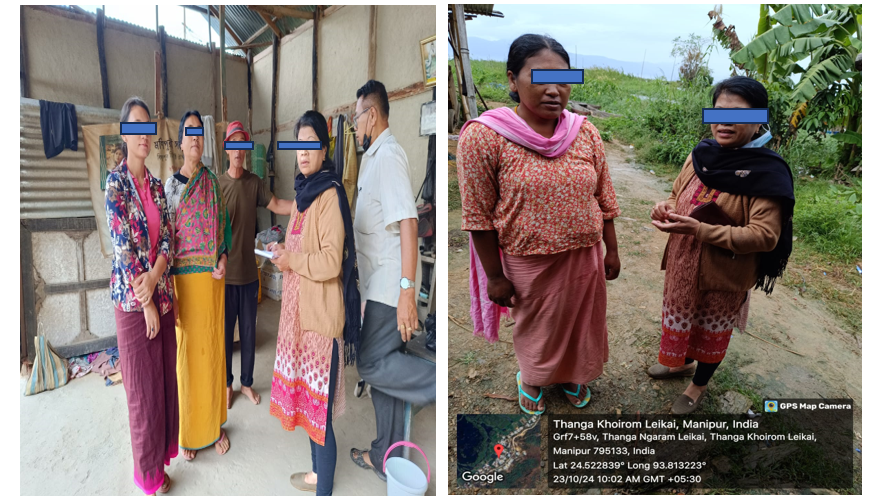 GPS Map Camera
Thanga Khoirom Leikai, Manipur, India
Grf7+58v, Thanga Ngaram Leikai, Thanga Khoirom Leikai,
Manipur 795133, India
Lat 24.522839° Long 93.813223°
23/10/24 10:02 AM GMT +05:30
Google